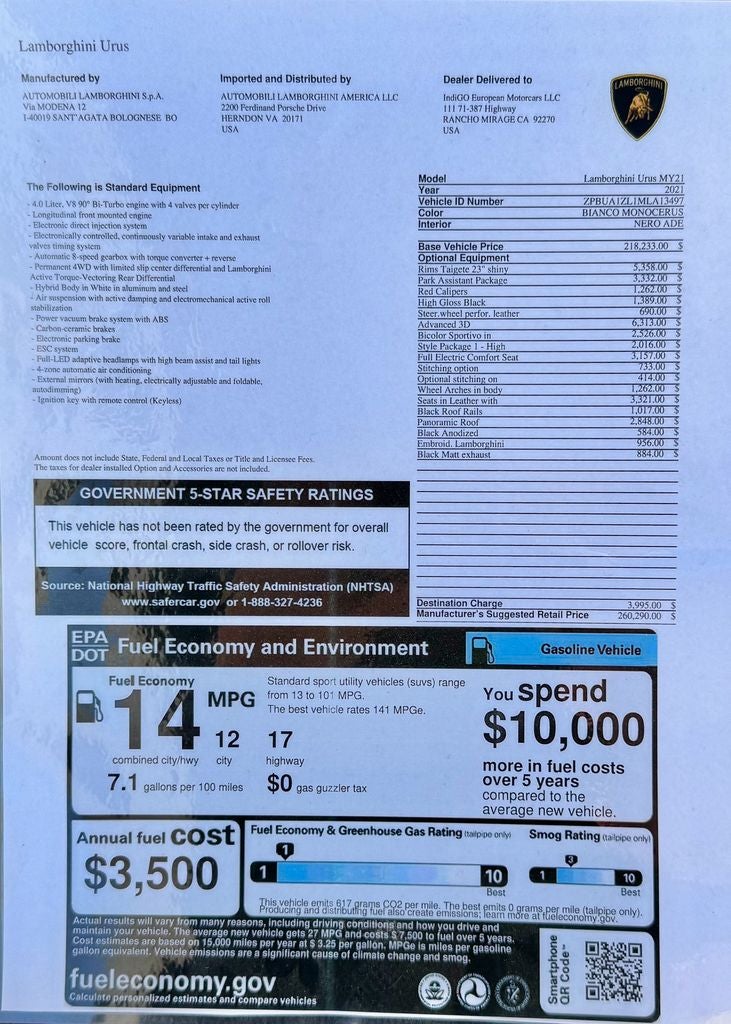 Lamborghini Urus
Manufactured by
AUTOMOBILI LAMBORGHINI S.p.A.
Via MODENA 12
I-40019 SANT'AGATA BOLOGNESE BO
Imported and Distributed by
AUTOMOBILI LAMBORGHINI AMERICA LLC
2200 Ferdinand Porsche Drive
HERNDON VA 20171
USA
Dealer Delivered to
IndiGO European Motorcars LLC
111 71-387 Highway
RANCHO MIRAGE CA 92270
USA
LAMBORGHINI
The Following is Standard Equipment
- 4.0 Liter, V8 90° Bi-Turbo engine with 4 valves per cylinder
- Longitudinal front mounted engine
- Electronic direct injection system
- Electronically controlled, continuously variable intake and exhaust
valves timing system
- Automatic 8-speed gearbox with torque converter + reverse
- Permanent 4WD with limited slip center differential and Lamborghini
Active Torque-Vectoring Rear Differential
- Hybrid Body in White in aluminum and steel
- Air suspension with active damping and electromechanical active roll
stabilization
- Power vacuum brake system with ABS
- Carbon-ceramic brakes
- Electronic parking brake
- ESC system
- Full-LED adaptive headlamps with high beam assist and tail lights
- 4-zone automatic air conditioning
- External mirrors (with heating, electrically adjustable and foldable,
autodimming)
- Ignition key with remote control (Keyless)
Amount does not include State, Federal and Local Taxes or Title and Licensee Fees.
The taxes for dealer installed Option and Accessories are not included.
Model Lamborghini Urus MY21
Year 2021
Vehicle ID Number ZPBUA1ZL1MLA13497
Color BIANCO MONOCERUS
Interior NERO ADE
Base Vehicle Price 218,233.00 $
Optional Equipment
Rims Taigete 23" shiny 5,358.00 $
Park Assistant Package 3,332.00 $
Red Calipers 1,262.00 $
High Gloss Black 1,389.00 $
Steer.wheel perfor. leather 690.00 $
Advanced 3D 6,313.00 $
Bicolor Sportivo in 2,526.00 $
Style Package 1 - High 2,016.00 $
Full Electric Comfort Seat 3,157.00 $
Stitching option 733.00 $
Optional stitching on 414.00 $
Wheel Arches in body 1,262.00 $
Seats in Leather with 3,321.00 $
Black Roof Rails 1,017.00 $
Panoramic Roof 2,848.00 $
Black Anodized 584.00 $
Embroid. Lamborghini 956.00 $
Black Matt exhaust 884.00 $
Destination Charge 3,995.00 $
Manufacturer's Suggested Retail Price 260,290.00 $
GOVERNMENT 5-STAR SAFETY RATINGS
This vehicle has not been rated by the government for overall
vehicle score, frontal crash, side crash, or rollover risk.
Source: National Highway Traffic Safety Administration (NHTSA)
www.safercar.gov or 1-888-327-4236
EPA
DOT
Fuel Economy and Environment
Gasoline Vehicle
Fuel Economy
14 MPG
combined city/hwy
12
city
17
highway
7.1 gallons per 100 miles
$0 gas guzzler tax
Standard sport utility vehicles (suvs) range
from 13 to 101 MPG.
The best vehicle rates 141 MPGe.
You spend
$10,000
more in fuel costs
over 5 years
compared to the
average new vehicle.
Annual fuel COST
$3,500
Fuel Economy & Greenhouse Gas Rating (tailpipe only)
1
1 10
Best
Smog Rating (tailpipe only)
3
1 10
Best
This vehicle emits 617 grams CO2 per mile. The best emits 0 grams per mile (tailpipe only).
Producing and distributing fuel also create emissions; learn more at fueleconomy.gov.
Actual results will vary from many reasons, including driving conditions and how you drive and
maintain your vehicle. The average new vehicle gets 27 MPG and costs $ 7,500 to fuel over 5 years.
Cost estimates are based on 15,000 miles per year at $ 3.25 per gallon. MPGe is miles per gasoline
gallon equivalent. Vehicle emissions are a significant cause of climate change and smog.
fueleconomy.gov
Calculate personalized estimates and compare vehicles
Smartphone
QR Code™